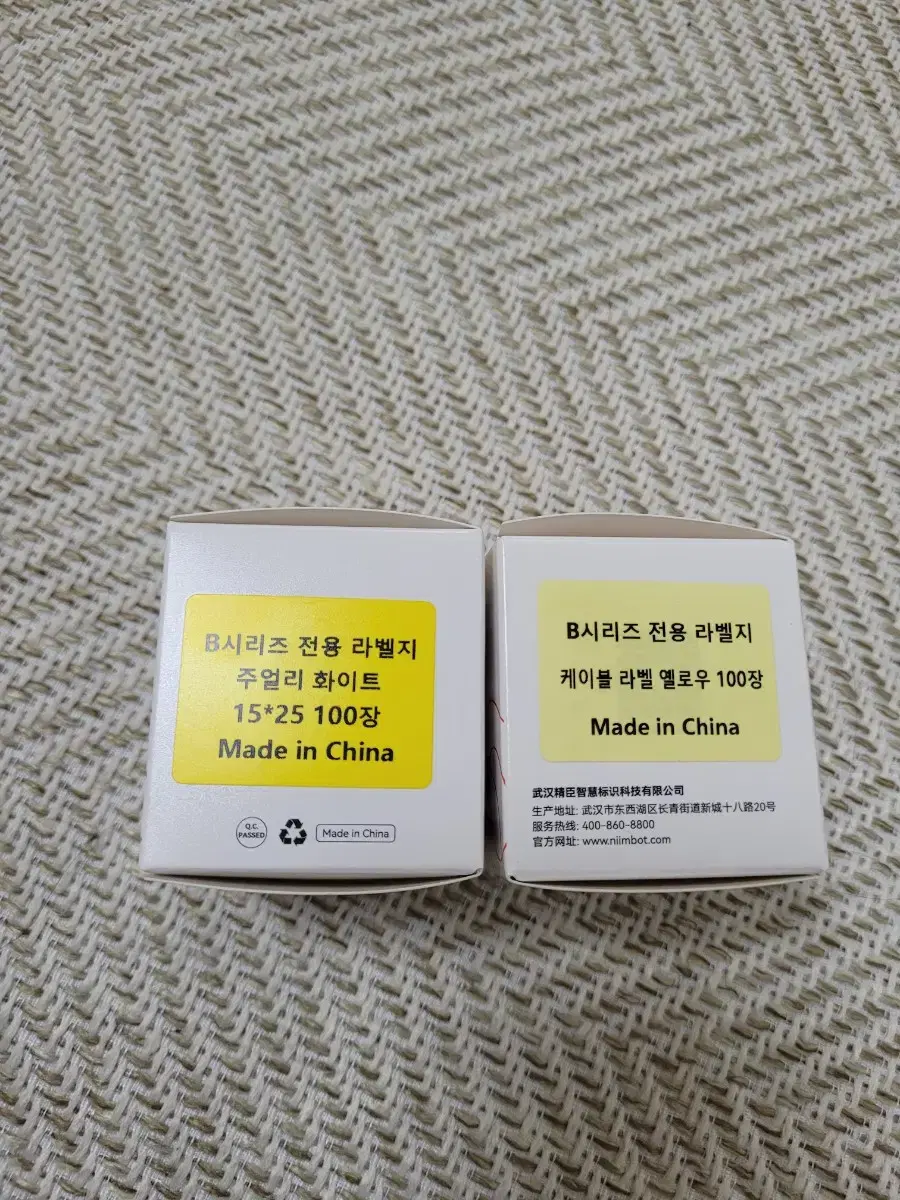 B시리즈 전용 라벨지
주얼리 화이트
15*25 100장
Made in China
Q.C.
PASSED
Made in China
B시리즈 전용 라벨지
케이블 라벨 옐로우 100장
Made in China
武汉精臣智慧标识科技有限公司
生产地址: 武汉市东西湖区长青街道新城十八路20号
服务热线: 400-860-8800
官方网址: www.niimbot.com